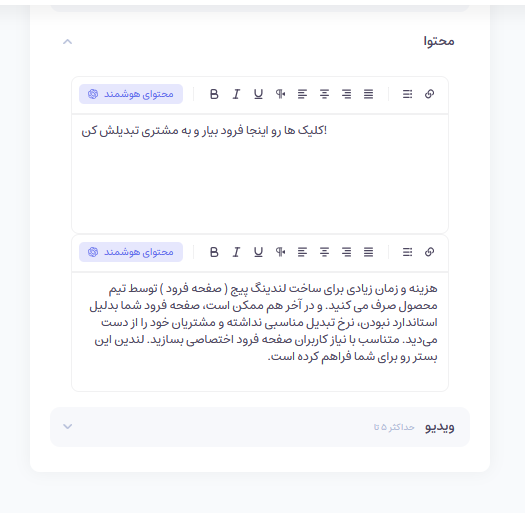 محتوا
محتوای هوشمند
کلیک ها رو اینجا فرود بیار و به مشتری تبدیلش کن!
محتوای هوشمند
هزینه و زمان زیادی برای ساخت لندینگ پیج ( صفحه فرود ) توسط تیم
محصول صرف می کنید. و در آخر هم ممکن است، صفحه فرود شما بدلیل
استاندارد نبودن، نرخ تبدیل مناسبی نداشته و مشتریان خود را از دست
می‌دید. متناسب با نیاز کاربران صفحه فرود اختصاصی بسازید. لندین این
بستر رو برای شما فراهم کرده است.
ویدیو حداکثر ۵ تا